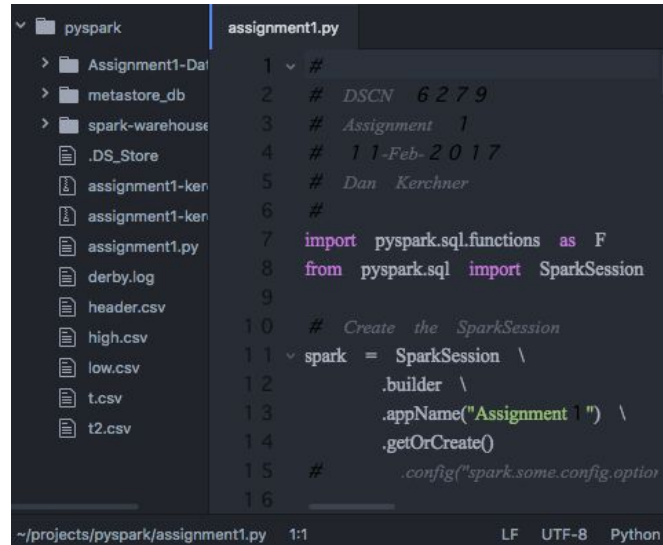 pyspark
Assignment1-Dat
metastore_db
spark-warehouse
.DS_Store
assignment1-ker
assignment1-ker
assignment1.py
derby.log
header.csv
high.csv
low.csv
t.csv
t2.csv
assignment1.py
1 #
2 # DSCN 6279
3 # Assignment 1
4 # 11-Feb-2017
5 # Dan Kerchner
6 #
7 import pyspark.sql.functions as F
8 from pyspark.sql import SparkSession
9
10 # Create the SparkSession
11 spark = SparkSession \
12 .builder \
13 .appName("Assignment 1") \
14 .getOrCreate()
15 # .config("spark.some.config.option
16
~/projects/pyspark/assignment1.py 1:1 LF UTF-8 Python